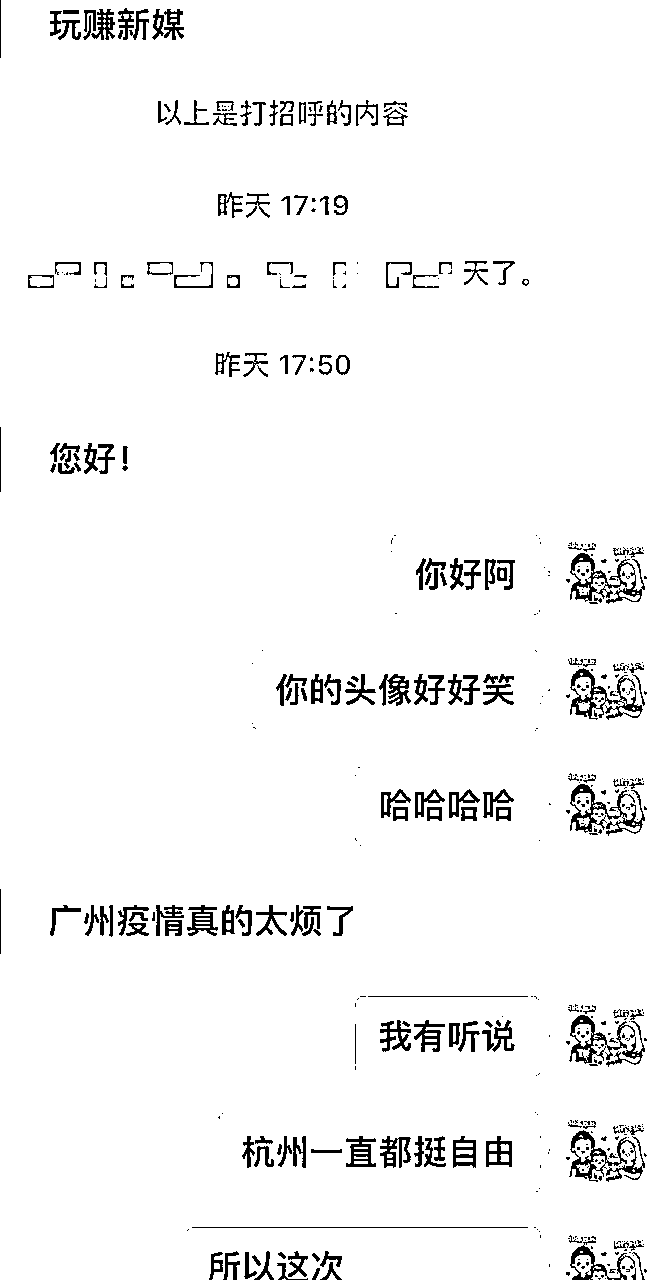 玩赚新媒
以上是打招呼的内容
昨天 17:19
天了。
昨天 17:50
您好！
你好阿
你的头像好好笑
哈哈哈哈
广州疫情真的太烦了
我有听说
杭州一直都挺自由
所以这次